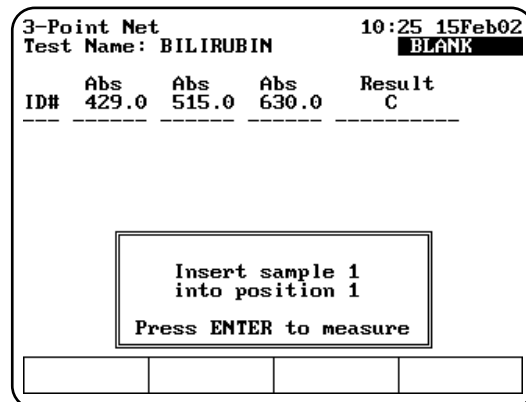 3-Point Net 10:25 15Feb02
Test Name: BILIRUBIN BLANK
Abs Abs Abs Result
ID# 429.0 515.0 630.0 C
--- ------ ------ ------ ----------
Insert sample 1
into position 1
Press ENTER to measure